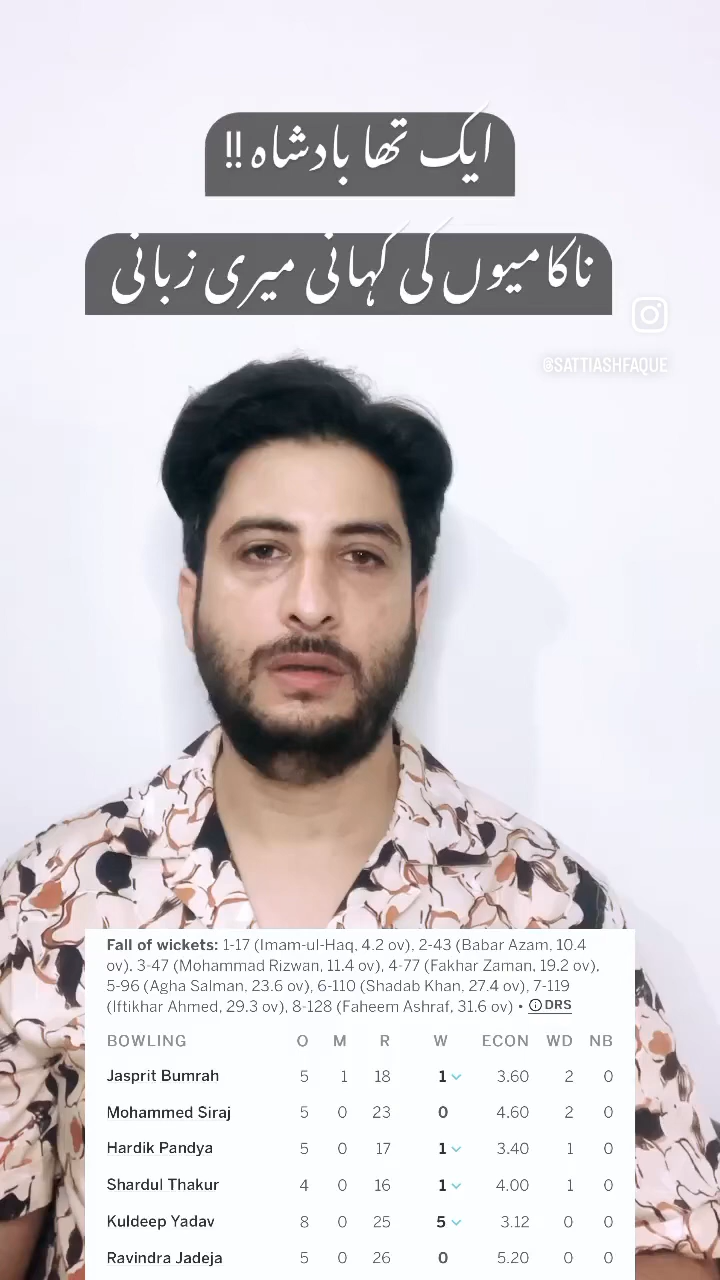 ایک تھا بادشاہ !!
ناکامیوں کی کہانی میری زبانی
@SATTIASHFAQUE
Fall of wickets: 1-17 (Imam-ul-Haq, 4.2 ov), 2-43 (Babar Azam, 10.4
ov), 3-47 (Mohammad Rizwan, 11.4 ov), 4-77 (Fakhar Zaman, 19.2 ov),
5-96 (Agha Salman, 23.6 ov), 6-110 (Shadab Khan, 27.4 ov), 7-119
(Iftikhar Ahmed, 29.3 ov), 8-128 (Faheem Ashraf, 31.6 ov) • DRS
BOWLING O M R W ECON WD NB
Jasprit Bumrah 5 1 18 1 3.60 2 0
Mohammed Siraj 5 0 23 0 4.60 2 0
Hardik Pandya 5 0 17 1 3.40 1 0
Shardul Thakur 4 0 16 1 4.00 1 0
Kuldeep Yadav 8 0 25 5 3.12 0 0
Ravindra Jadeja 5 0 26 0 5.20 0 0